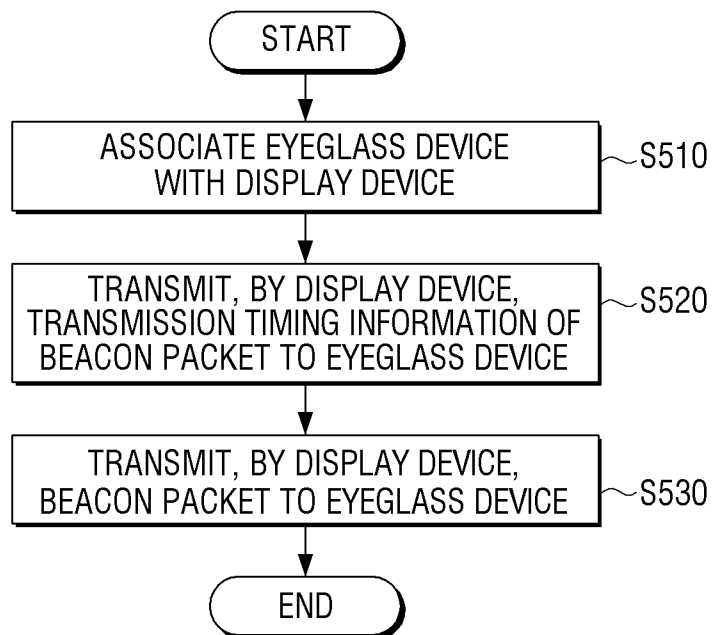 START
ASSOCIATE EYEGLASS DEVICE
WITH DISPLAY DEVICE
S510
TRANSMIT, BY DISPLAY DEVICE,
TRANSMISSION TIMING INFORMATION OF
BEACON PACKET TO EYEGLASS DEVICE
S520
TRANSMIT, BY DISPLAY DEVICE,
BEACON PACKET TO EYEGLASS DEVICE
S530
END